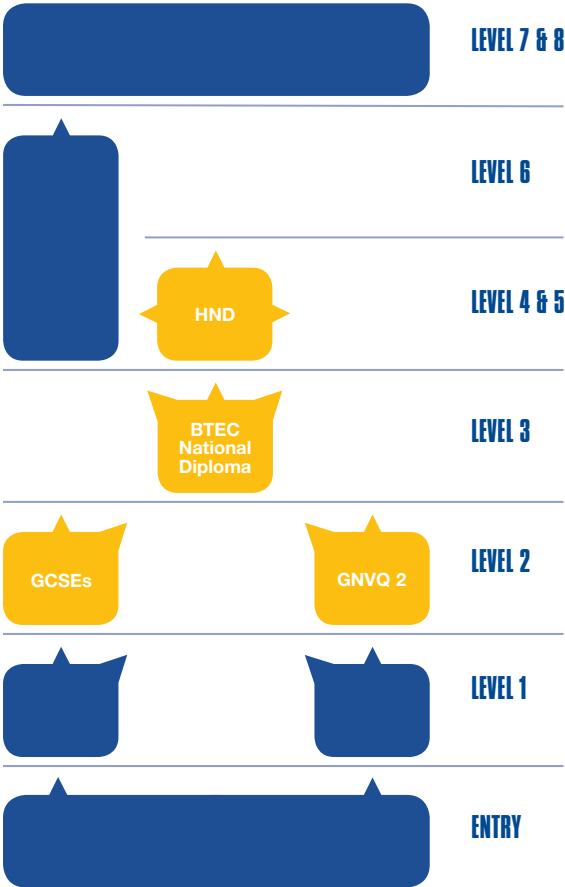 LEVEL 7 & 8
LEVEL 6
HND
LEVEL 4 & 5
BTEC
National
Diploma
LEVEL 3
GCSEs
GNVQ 2
LEVEL 2
LEVEL 1
ENTRY